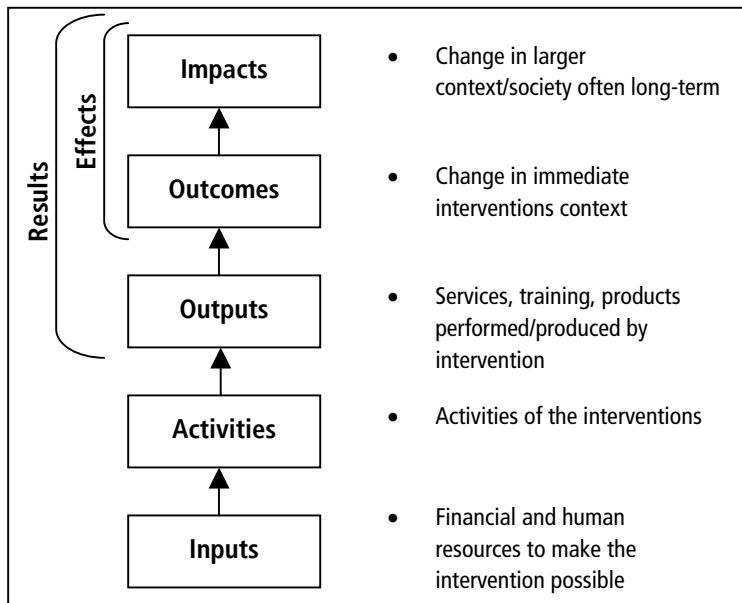 Results
Effects
Impacts
• Change in larger
context/society often long-term
Outcomes
• Change in immediate
interventions context
Outputs
• Services, training, products
performed/produced by
intervention
Activities
• Activities of the interventions
Inputs
• Financial and human
resources to make the
intervention possible